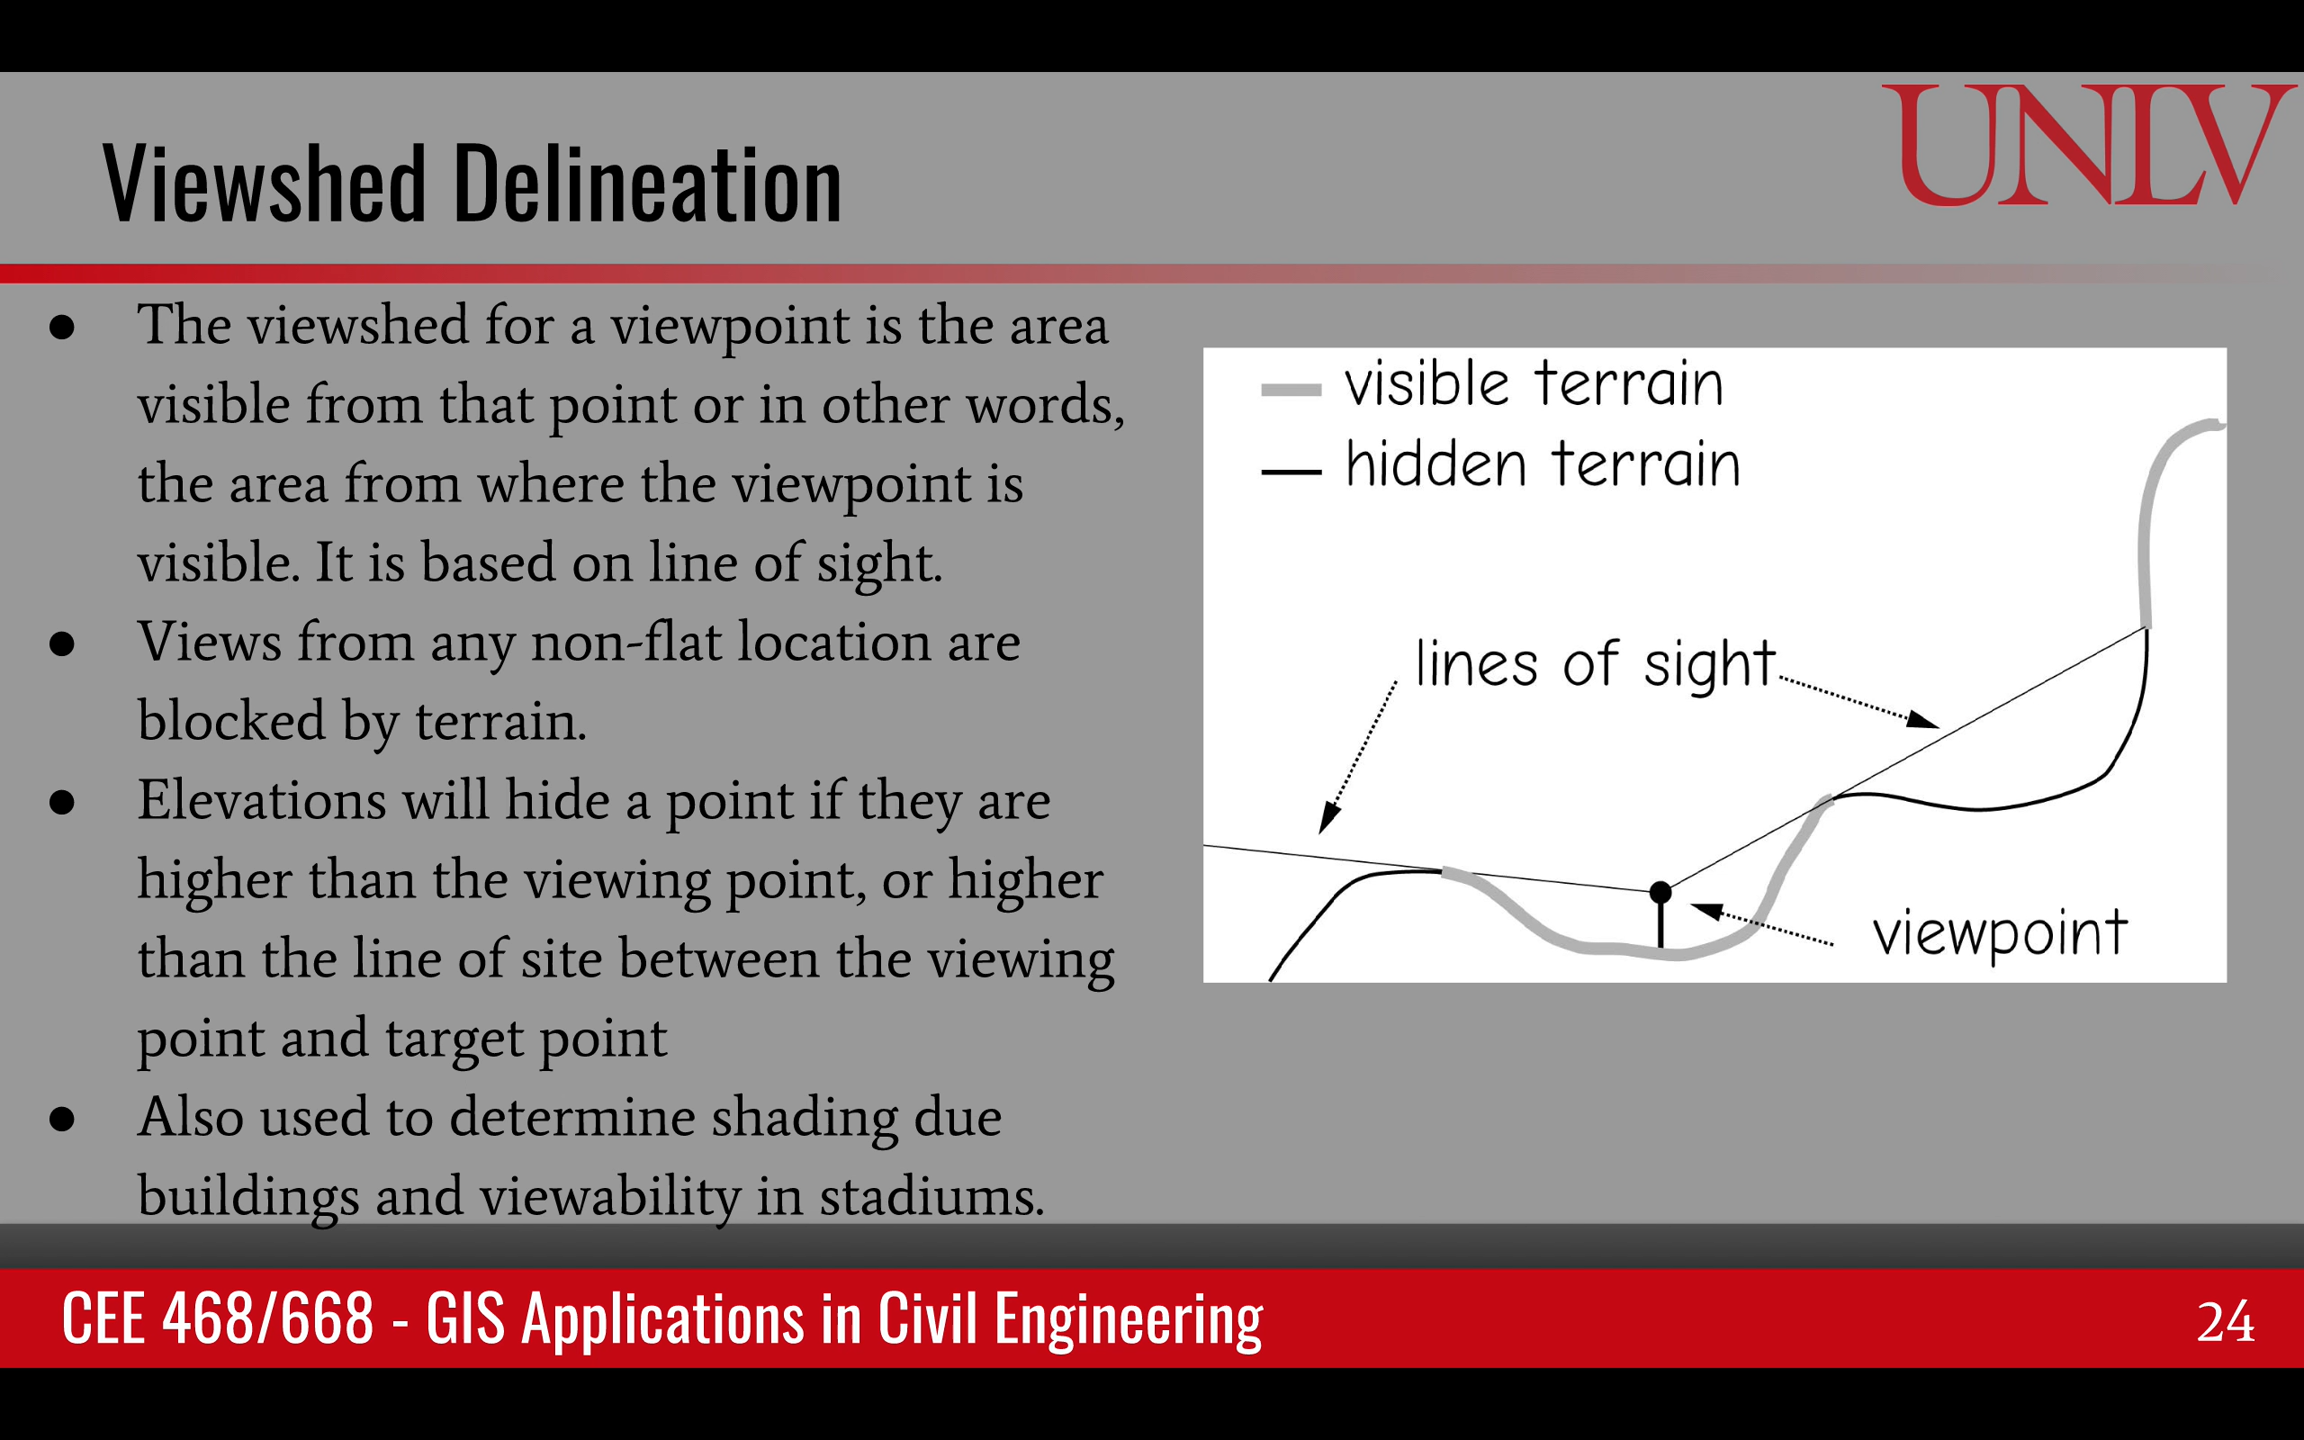 UNLV
Viewshed Delineation
● The viewshed for a viewpoint is the area
visible from that point or in other words,
the area from where the viewpoint is
visible. It is based on line of sight.
● Views from any non-flat location are
blocked by terrain.
● Elevations will hide a point if they are
higher than the viewing point, or higher
than the line of site between the viewing
point and target point
● Also used to determine shading due
buildings and viewability in stadiums.
visible terrain
hidden terrain
lines of sight
viewpoint
CEE 468/668 - GIS Applications in Civil Engineering
24